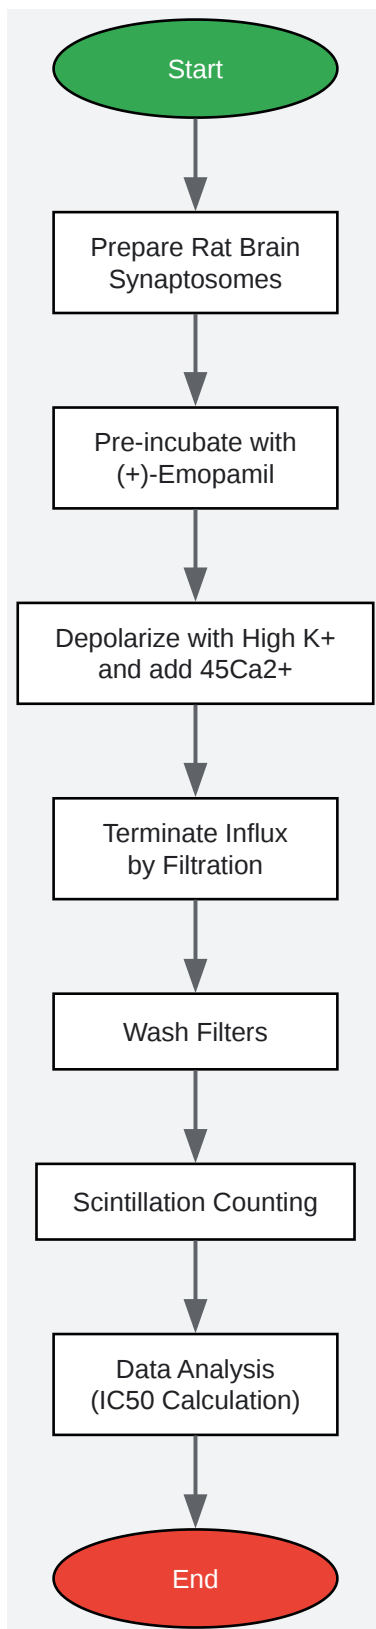 Start
Prepare Rat Brain
Synaptosomes
Pre-incubate with
(+)-Emopamil
Depolarize with High K+
and add 45Ca2+
Terminate Influx
by Filtration
Wash Filters
Scintillation Counting
Data Analysis
(IC50 Calculation)
End